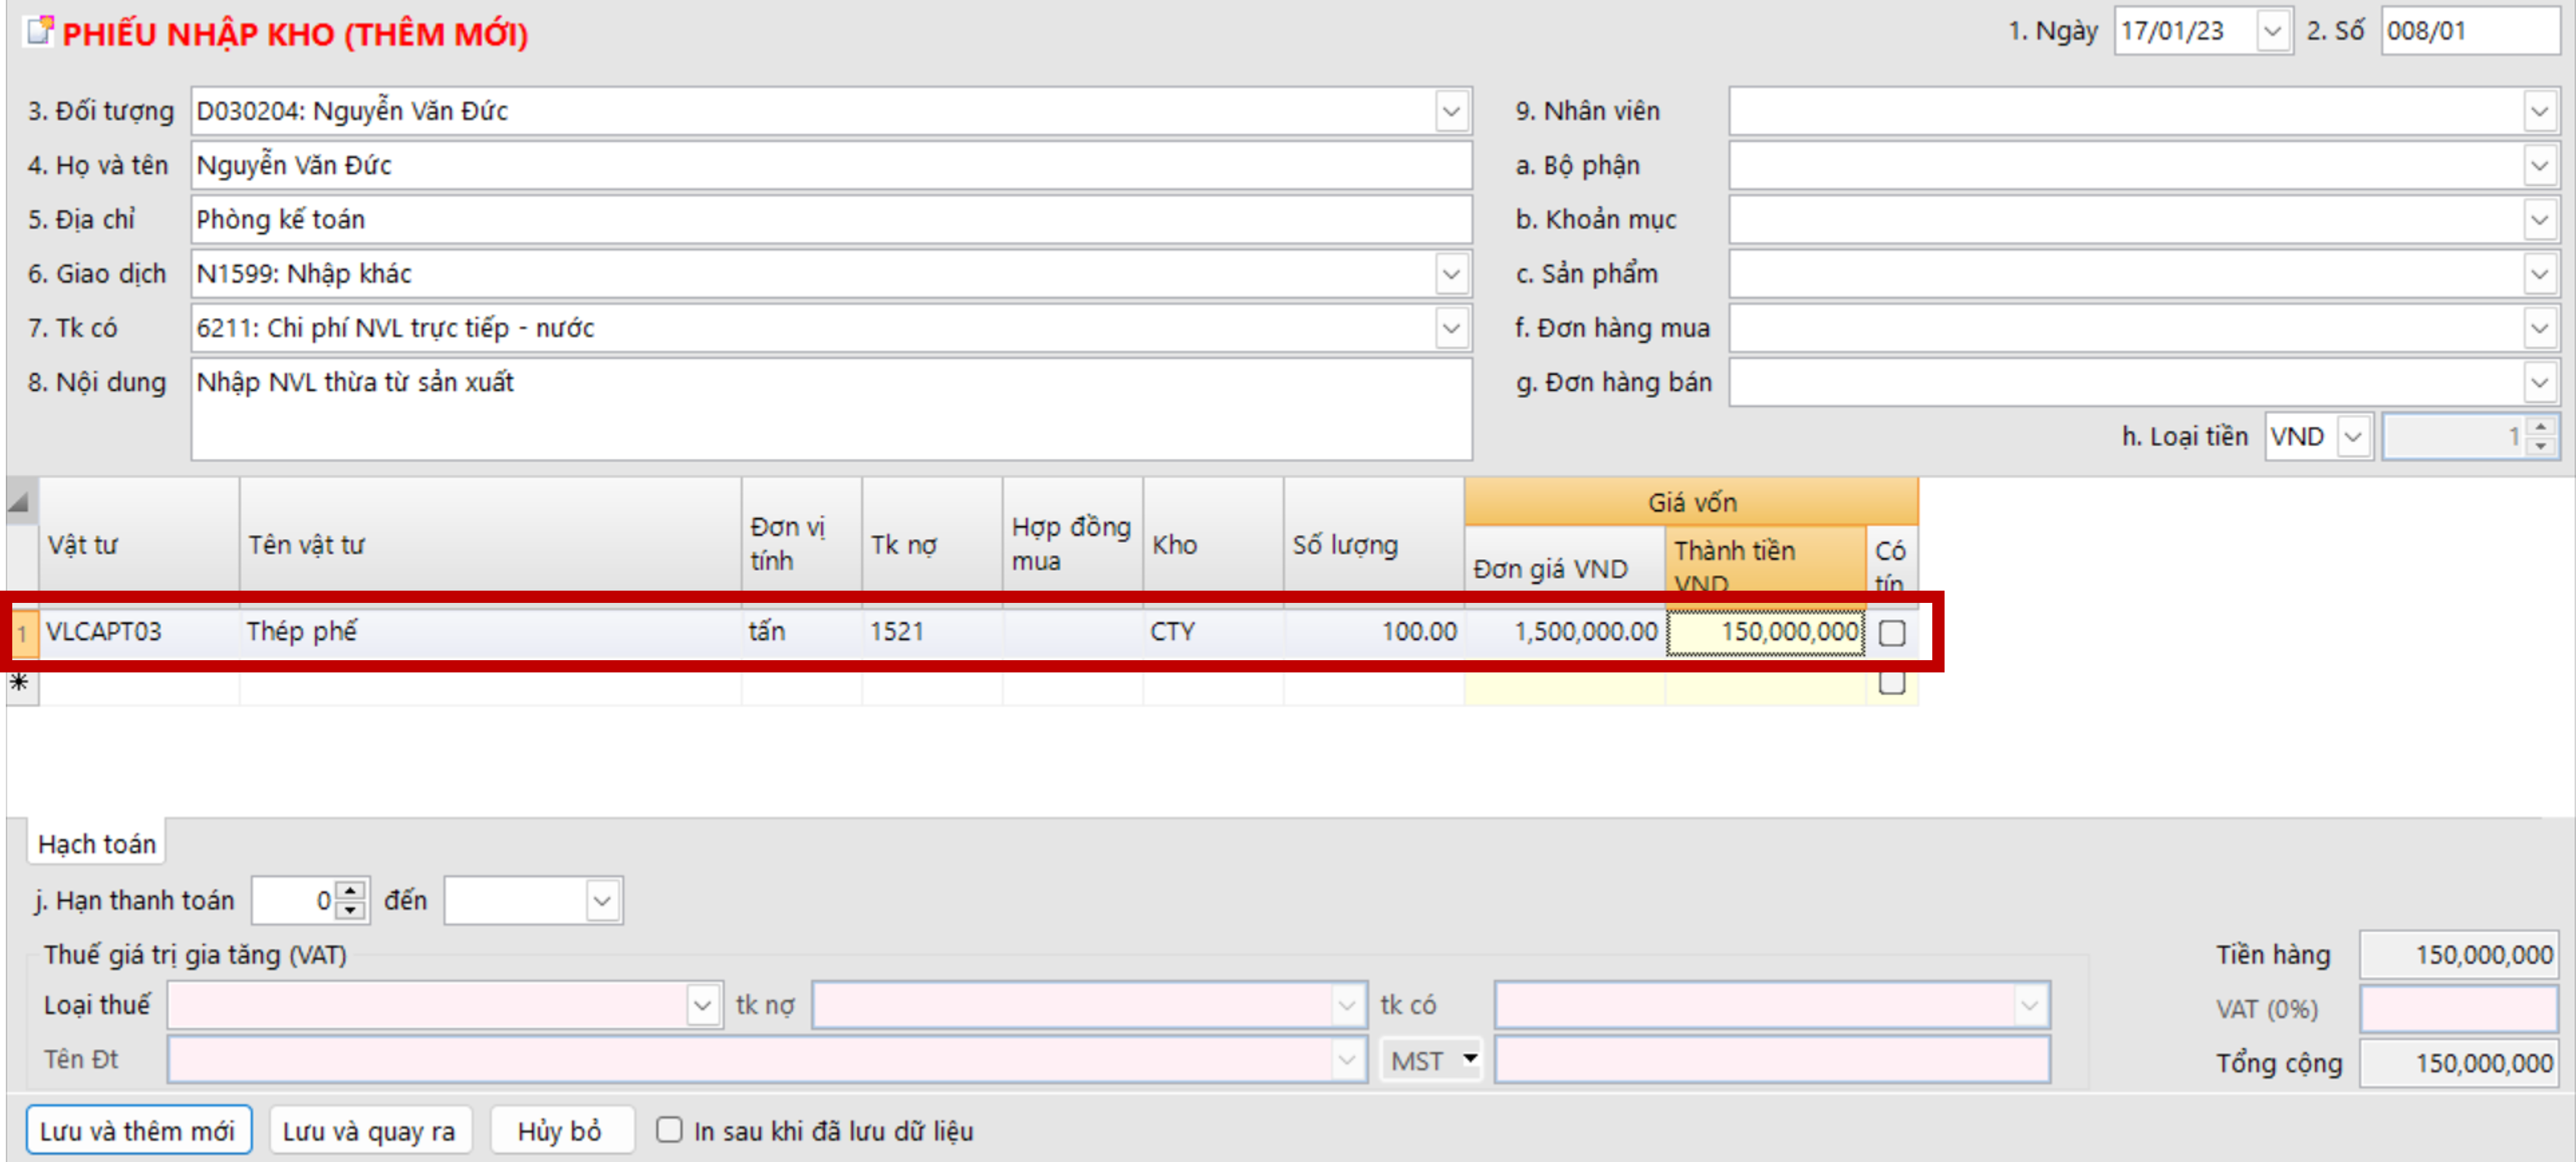 PHIẾU NHẬP KHO (THÊM MỚI)
1. Ngày 17/01/23 2. Số 008/01
3. Đối tượng D030204: Nguyễn Văn Đức
4. Họ và tên Nguyễn Văn Đức
5. Địa chỉ Phòng kế toán
6. Giao dịch N1599: Nhập khác
7. Tk có 6211: Chi phí NVL trực tiếp - nước
8. Nội dung Nhập NVL thừa từ sản xuất
9. Nhân viên
a. Bộ phận
b. Khoản mục
c. Sản phẩm
f. Đơn hàng mua
g. Đơn hàng bán
h. Loại tiền VND 1
Vật tư Tên vật tư Đơn vị tính Tk nợ Hợp đồng mua Kho Số lượng Giá vốn
Đơn giá VND Thành tiền VND Có tín
1 VLCAPT03 Thép phế tấn 1521 CTY 100.00 1,500,000.00 150,000,000
Hạch toán
j. Hạn thanh toán 0 đến
Thuế giá trị gia tăng (VAT)
Loại thuế tk nợ tk có
Tên Đt MST
Tiền hàng 150,000,000
VAT (0%)
Tổng cộng 150,000,000
Lưu và thêm mới Lưu và quay ra Hủy bỏ In sau khi đã lưu dữ liệu